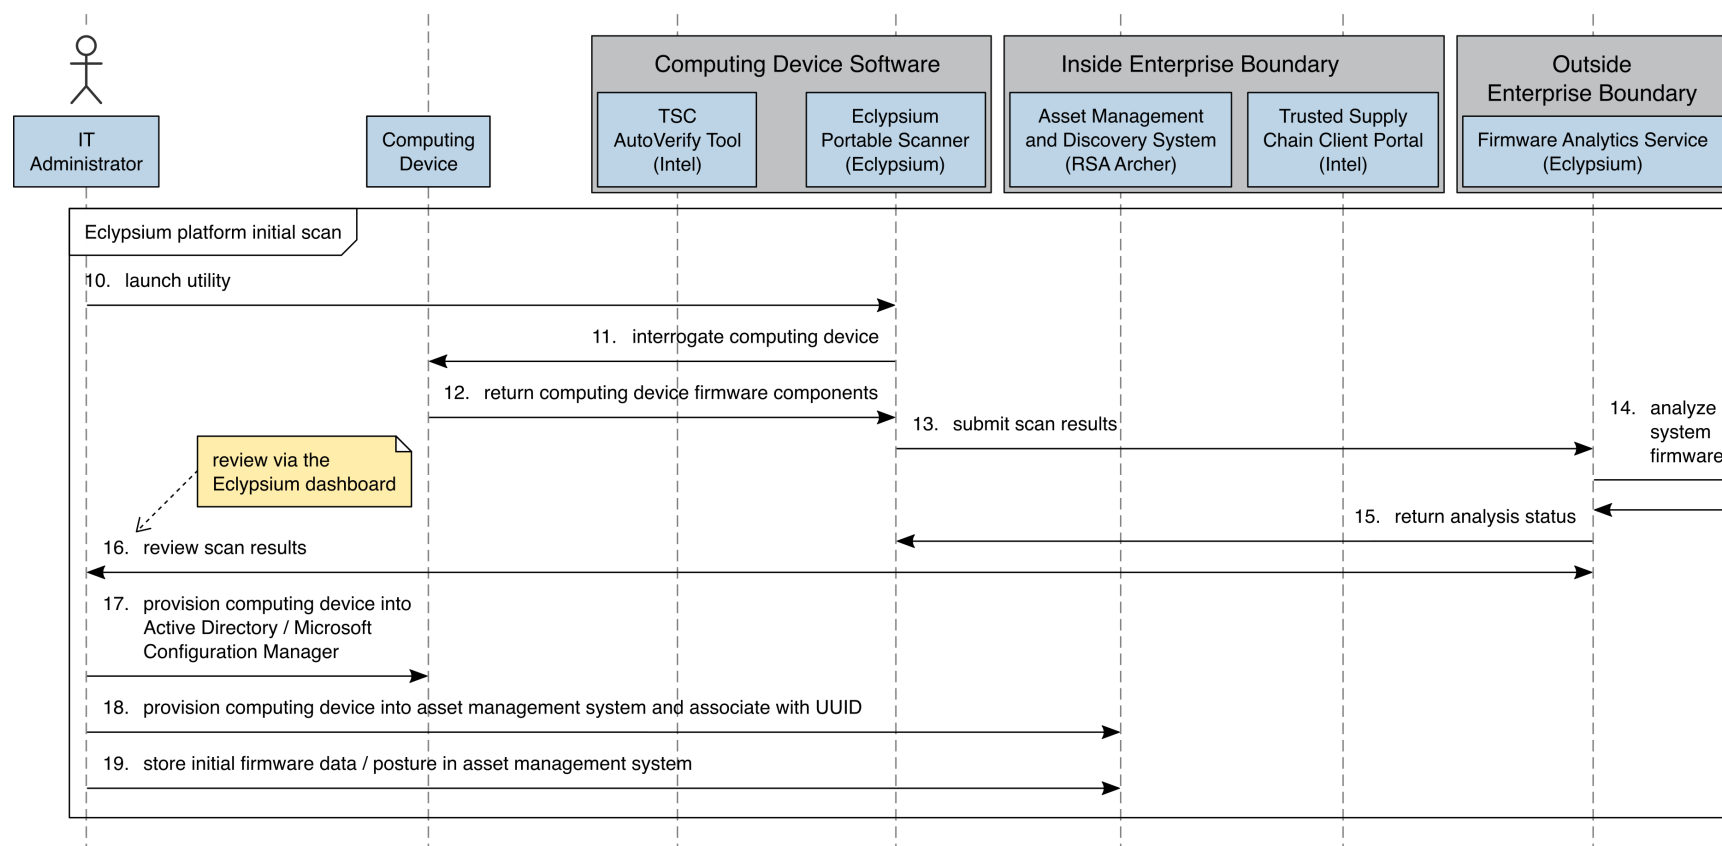 Computing Device Software
Inside Enterprise Boundary
Outside
Enterprise Boundary
IT
Administrator
Computing
Device
TSC
AutoVerify Tool
(Intel)
Eclypsium
Portable Scanner
(Eclypsium)
Asset Management
and Discovery System
(RSA Archer)
Trusted Supply
Chain Client Portal
(Intel)
Firmware Analytics Service
(Eclypsium)
Eclypsium platform initial scan
10. launch utility
11. interrogate computing device
12. return computing device firmware components
13. submit scan results
14. analyze
system
firmware
review via the
Eclypsium dashboard
15. return analysis status
16. review scan results
17. provision computing device into
Active Directory / Microsoft
Configuration Manager
18. provision computing device into asset management system and associate with UUID
19. store initial firmware data / posture in asset management system